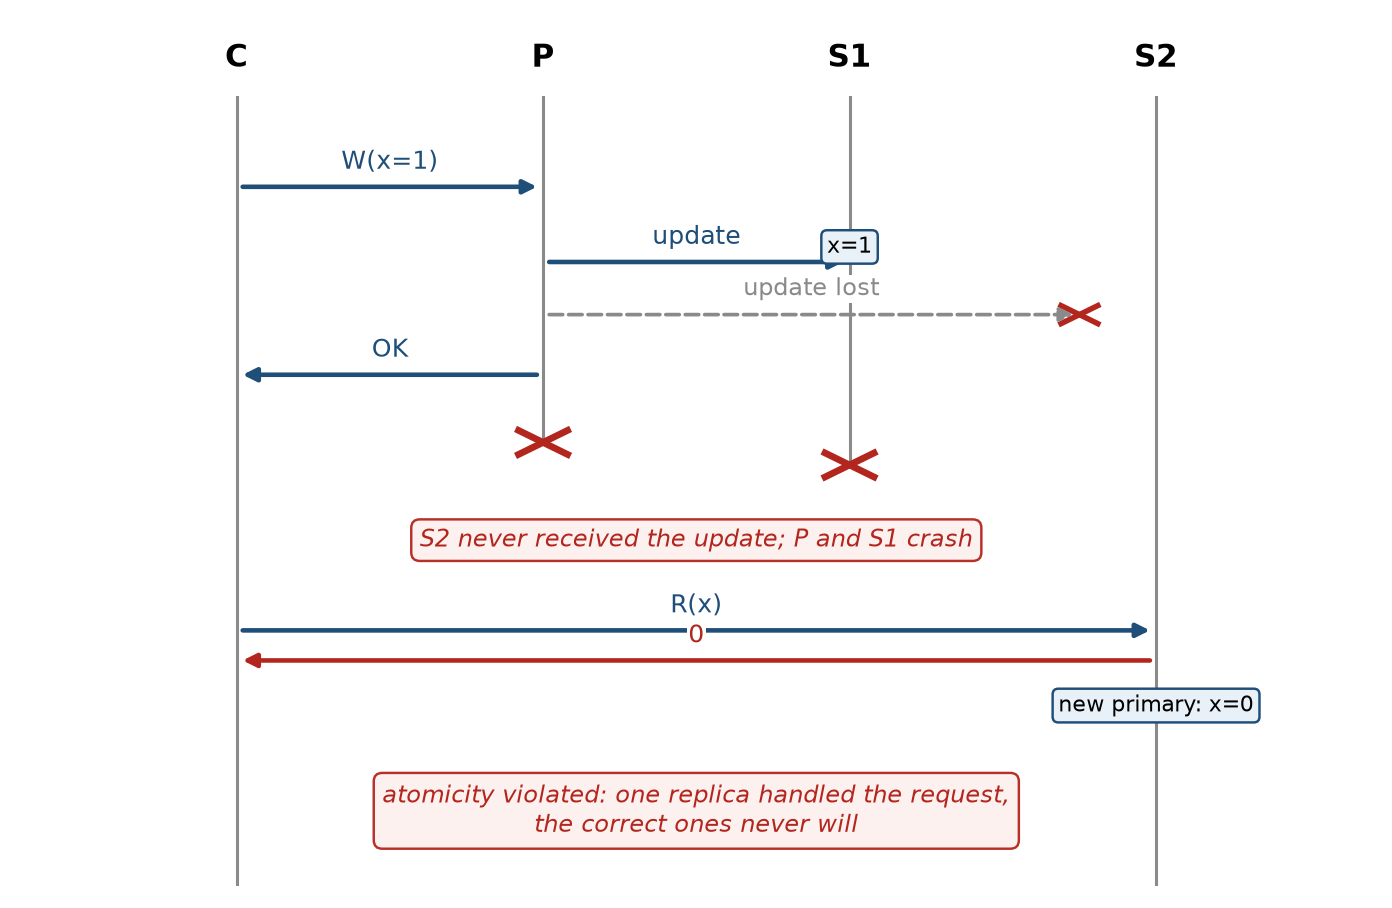 C P S1 S2
W(x=1)
update
x=1
update lost
OK
S2 never received the update; P and S1 crash
R(x)
0
new primary: x=0
atomicity violated: one replica handled the request,
the correct ones never will